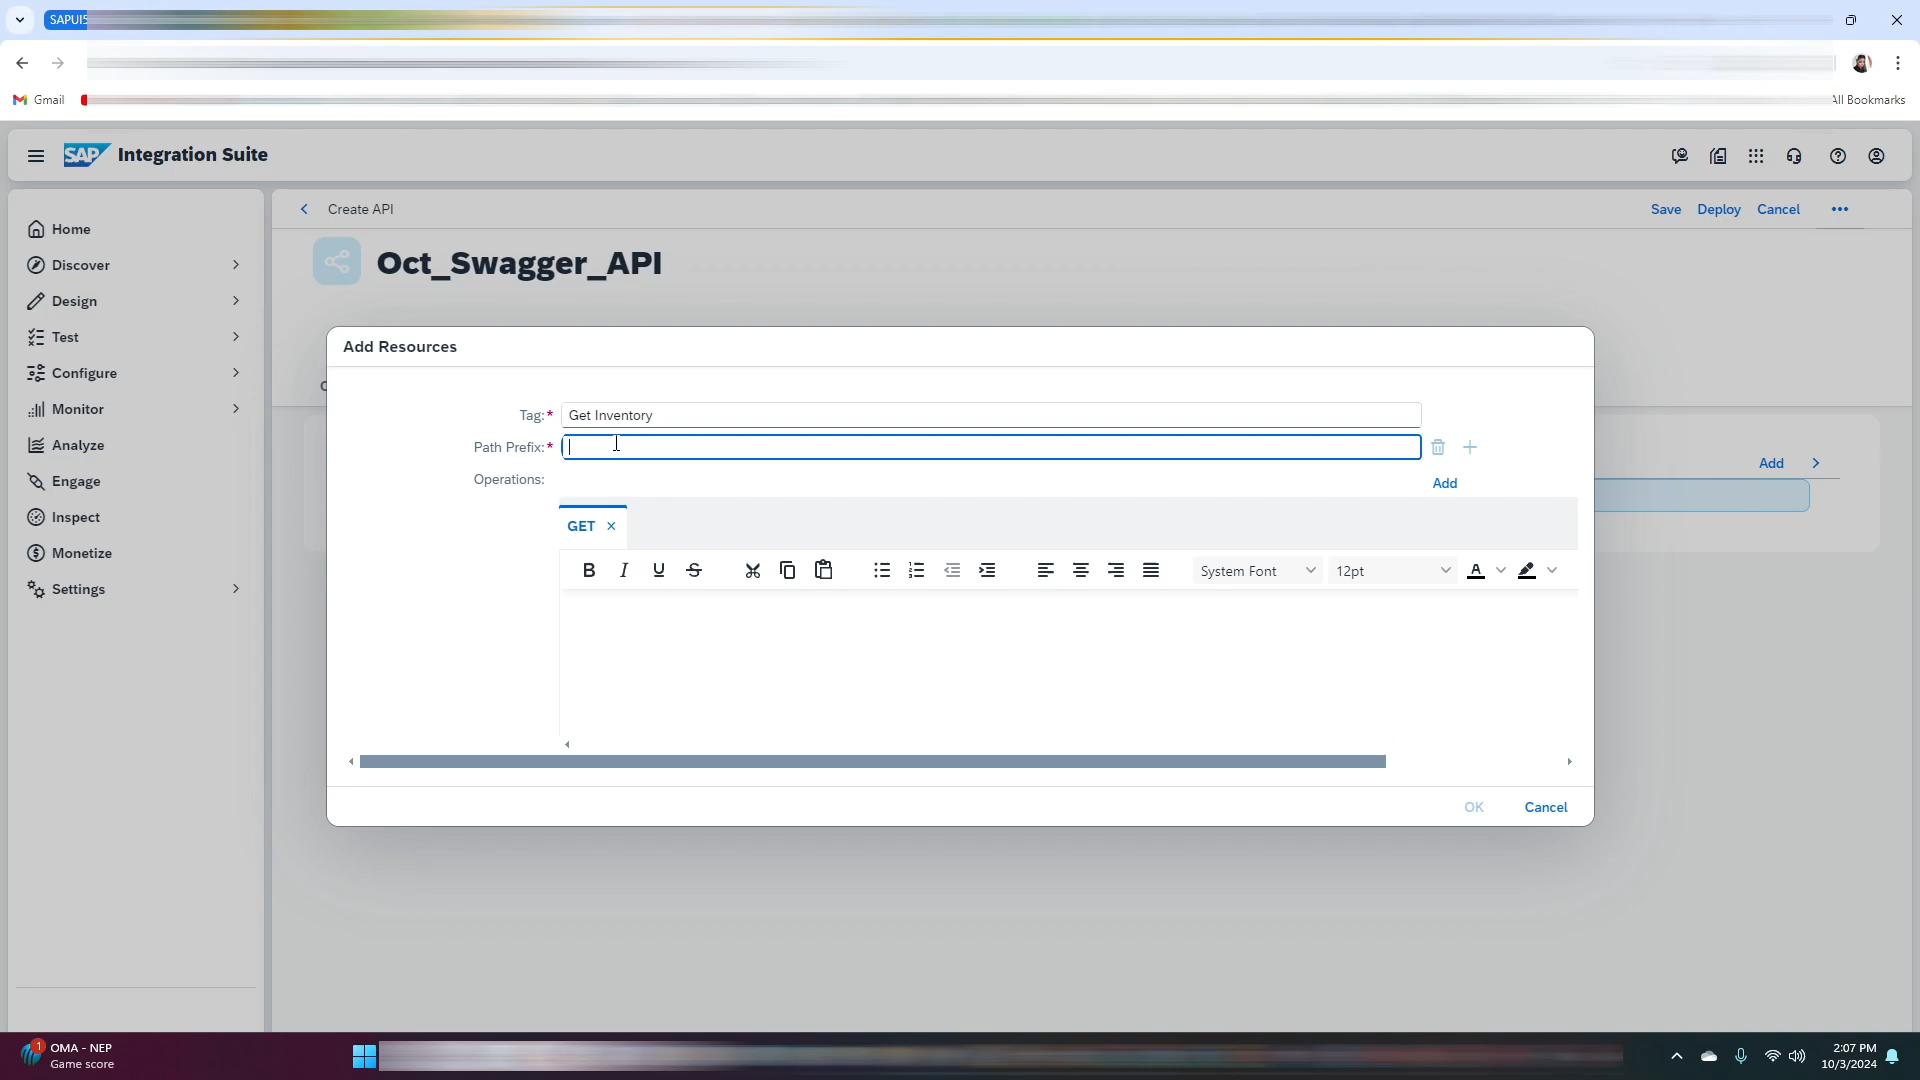 SAPUI5
Gmail
All Bookmarks
SAP Integration Suite
Home
Discover
Design
Test
Configure
Monitor
Analyze
Engage
Inspect
Monetize
Settings
Create API
Save Deploy Cancel
Oct_Swagger_API
Add
Add Resources
Tag:* Get Inventory
Path Prefix:*
Operations:
Add
GET
B I U S
System Font 12pt A
OK Cancel
1
OMA - NEP
Game score
2:07 PM
10/3/2024